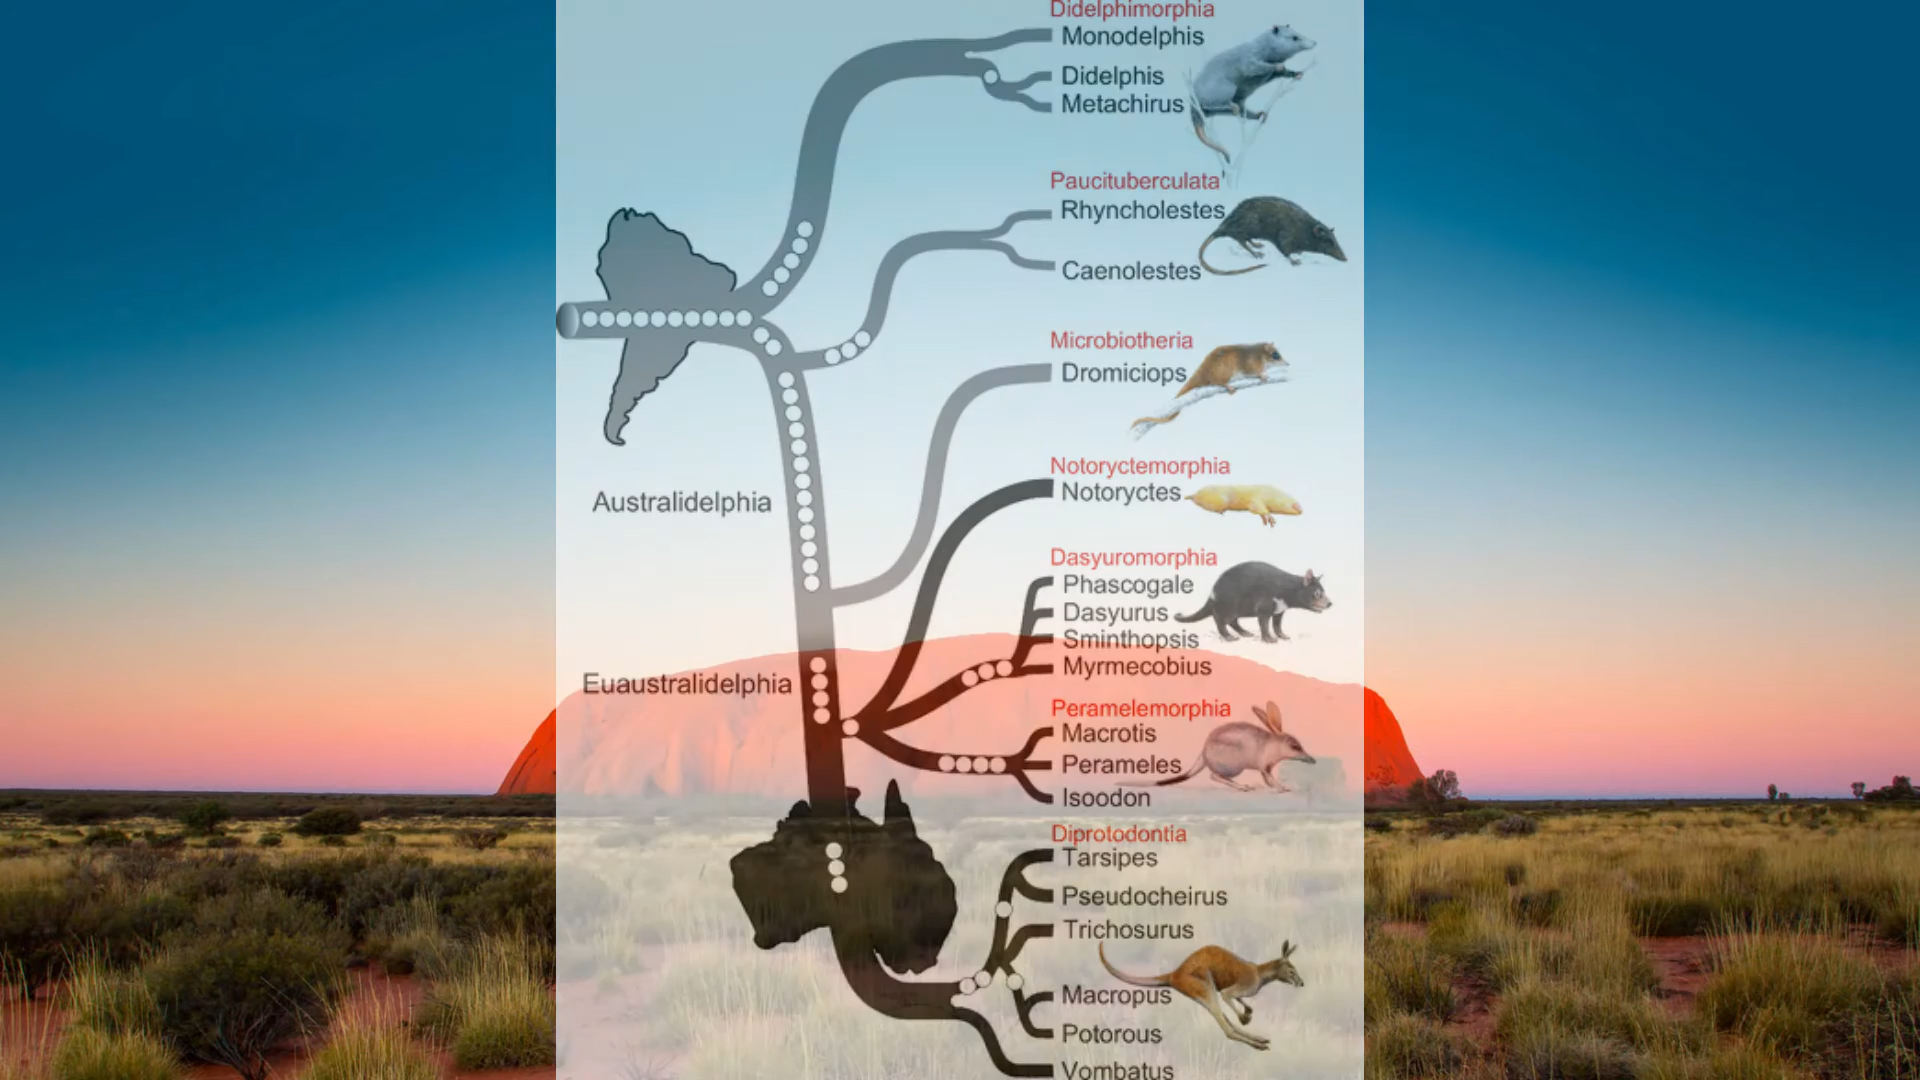 Didelphimorphia
Monodelphis
Didelphis
Metachirus
Paucituberculata
Rhyncholestes
Caenolestes
Microbiotheria
Dromiciops
Australidelphia
Notoryctemorphia
Notoryctes
Dasyuromorphia
Phascogale
Dasyurus
Sminthopsis
Myrmecobius
Euaustralidelphia
Peramelemorphia
Macrotis
Perameles
Isoodon
Diprotodontia
Tarsipes
Pseudocheirus
Trichosurus
Macropus
Potorous
Vombatus